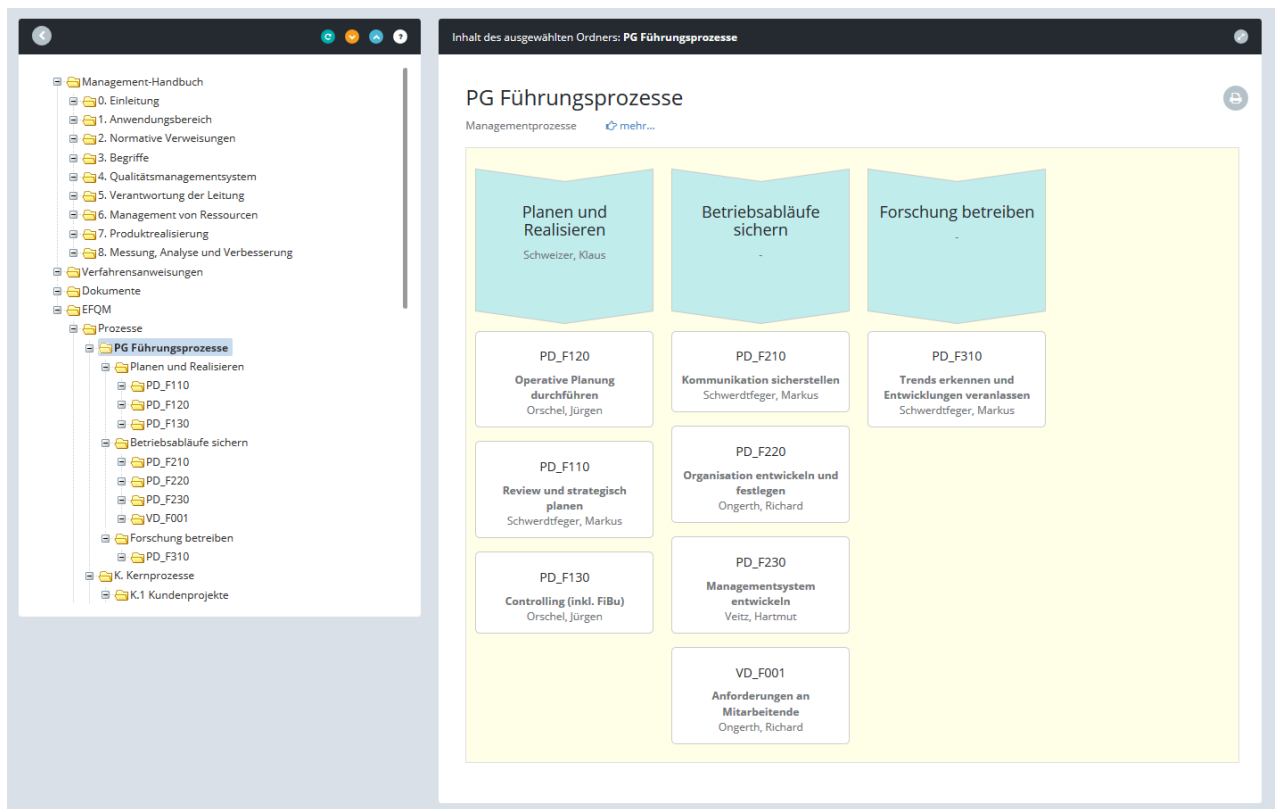 Management-Handbuch
0. Einleitung
1. Anwendungsbereich
2. Normative Verweisungen
3. Begriffe
4. Qualitätsmanagementsystem
5. Verantwortung der Leitung
6. Management von Ressourcen
7. Produktrealisierung
8. Messung, Analyse und Verbesserung
Verfahrensanweisungen
Dokumente
EFQM
Prozesse
PG Führungsprozesse
Planen und Realisieren
PD_F110
PD_F120
PD_F130
Betriebsabläufe sichern
PD_F210
PD_F220
PD_F230
VD_F001
Forschung betreiben
PD_F310
K. Kernprozesse
K.1 Kundenprojekte
Inhalt des ausgewählten Ordners: PG Führungsprozesse
PG Führungsprozesse
Managementprozesse mehr...
Planen und
Realisieren
Schweizer, Klaus
PD_F120
Operative Planung
durchführen
Orschel, Jürgen
PD_F110
Review und strategisch
planen
Schwerdtfeger, Markus
PD_F130
Controlling (inkl. FiBu)
Orschel, Jürgen
Betriebsabläufe
sichern
-
PD_F210
Kommunikation sicherstellen
Schwerdtfeger, Markus
PD_F220
Organisation entwickeln und
festlegen
Ongerth, Richard
PD_F230
Managementsystem
entwickeln
Veitz, Hartmut
VD_F001
Anforderungen an
Mitarbeitende
Ongerth, Richard
Forschung betreiben
-
PD_F310
Trends erkennen und
Entwicklungen veranlassen
Schwerdtfeger, Markus